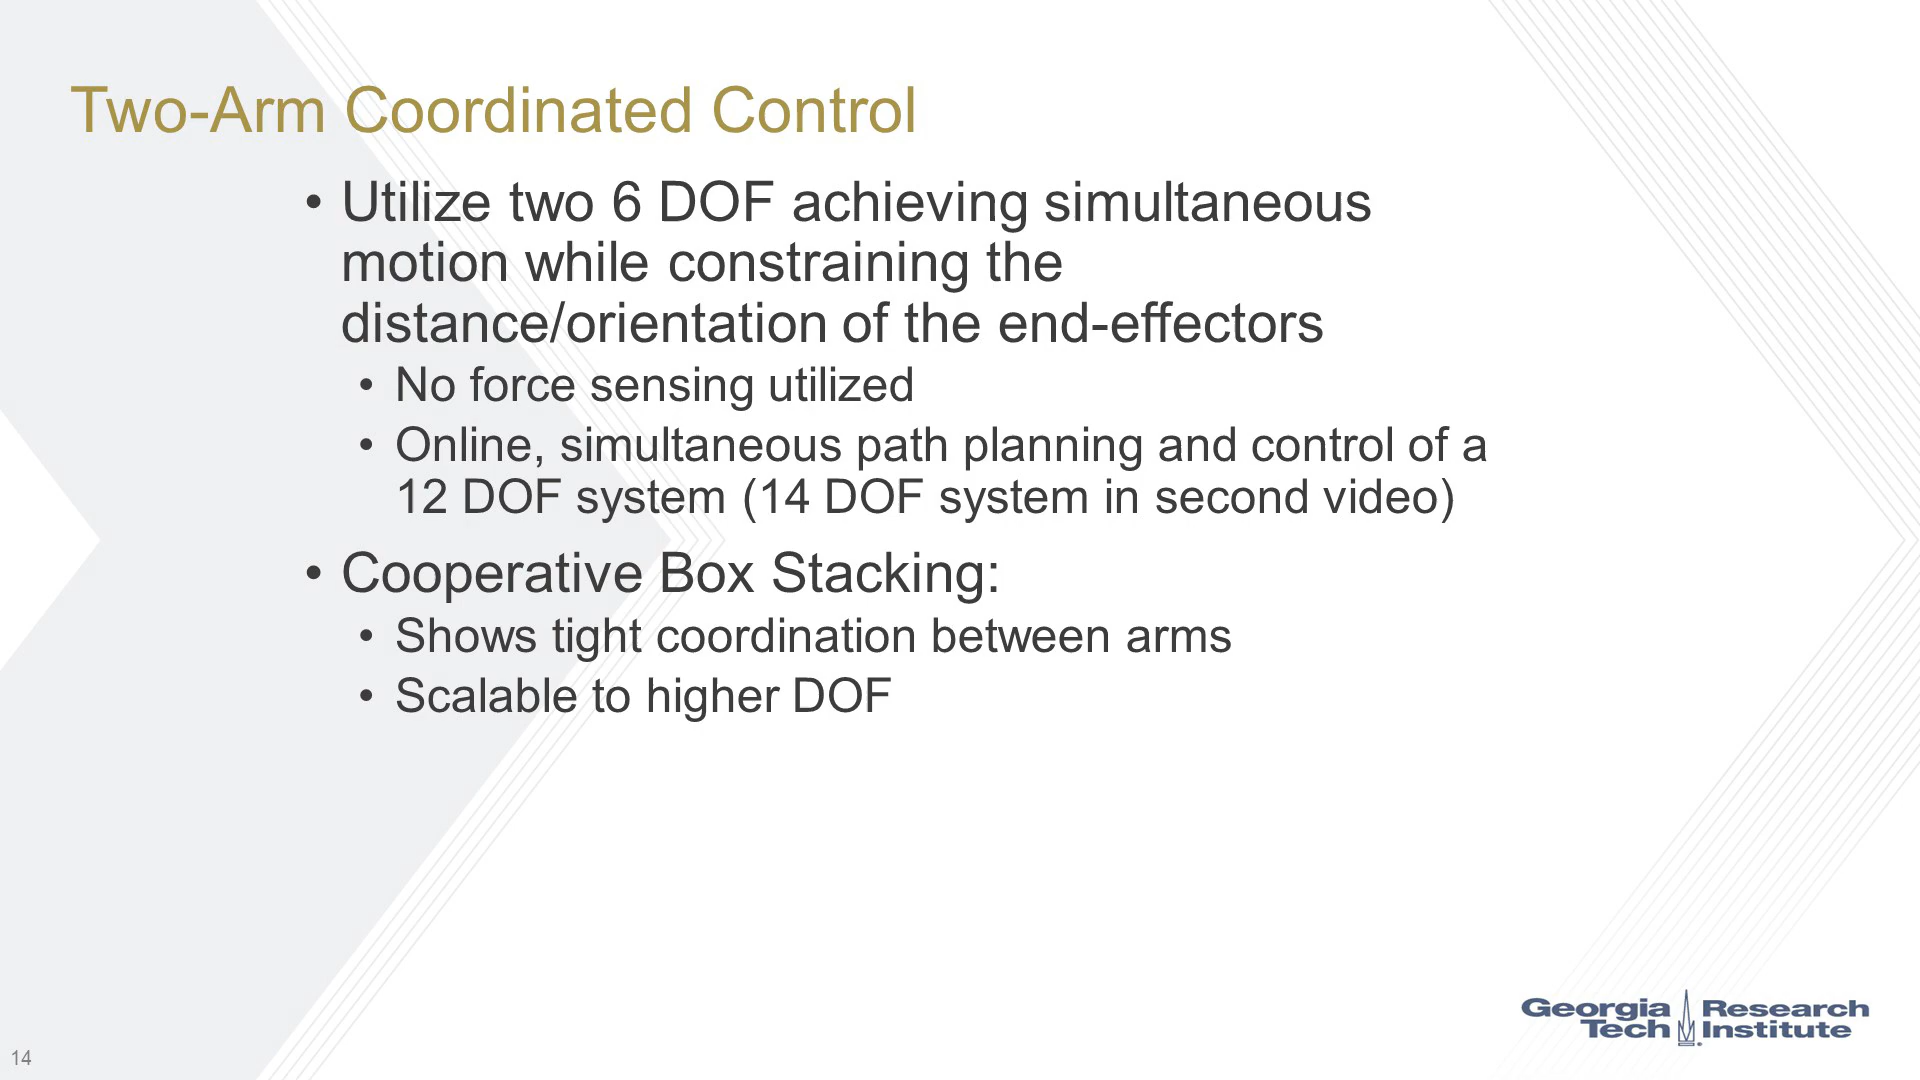 Two-Arm Coordinated Control
• Utilize two 6 DOF achieving simultaneous
motion while constraining the
distance/orientation of the end-effectors
• No force sensing utilized
• Online, simultaneous path planning and control of a
12 DOF system (14 DOF system in second video)
• Cooperative Box Stacking:
• Shows tight coordination between arms
• Scalable to higher DOF
Georgia Research
Tech Institute
14